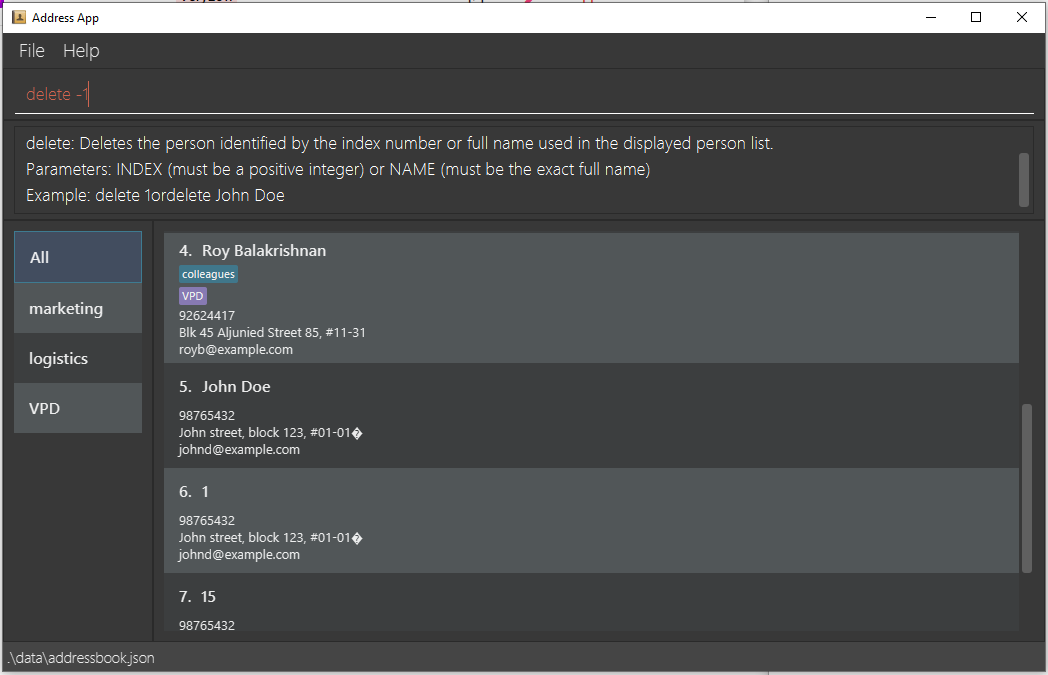 Address App
File Help
delete -1
delete: Deletes the person identified by the index number or full name used in the displayed person list.
Parameters: INDEX (must be a positive integer) or NAME (must be the exact full name)
Example: delete 1ordelete John Doe
All
marketing
logistics
VPD
4. Roy Balakrishnan
colleagues
VPD
92624417
Blk 45 Aljunied Street 85, #11-31
royb@example.com
5. John Doe
98765432
John street, block 123, #01-01�
johnd@example.com
6. 1
98765432
John street, block 123, #01-01�
johnd@example.com
7. 15
98765432
.\data\addressbook.json